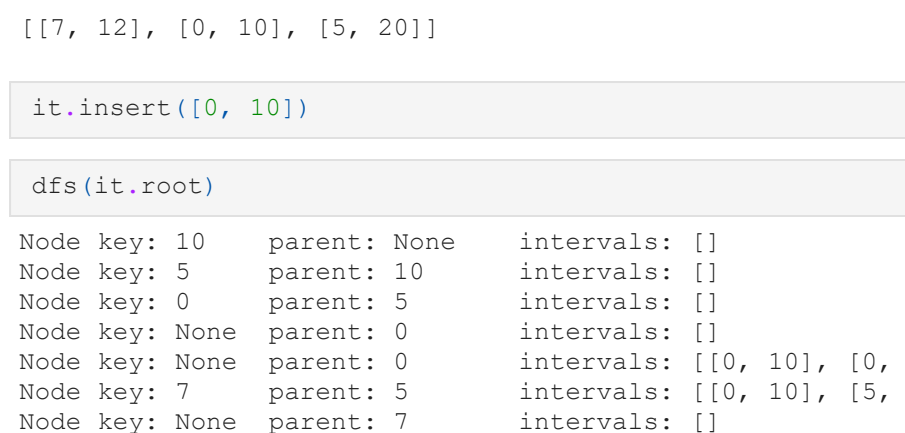 [[7, 12], [0, 10], [5, 20]]
it.insert([0, 10])
dfs(it.root)
Node key: 10 parent: None intervals: []
Node key: 5 parent: 10 intervals: []
Node key: 0 parent: 5 intervals: []
Node key: None parent: 0 intervals: []
Node key: None parent: 0 intervals: [[0, 10], [0,
Node key: 7 parent: 5 intervals: [[0, 10], [5,
Node key: None parent: 7 intervals: []